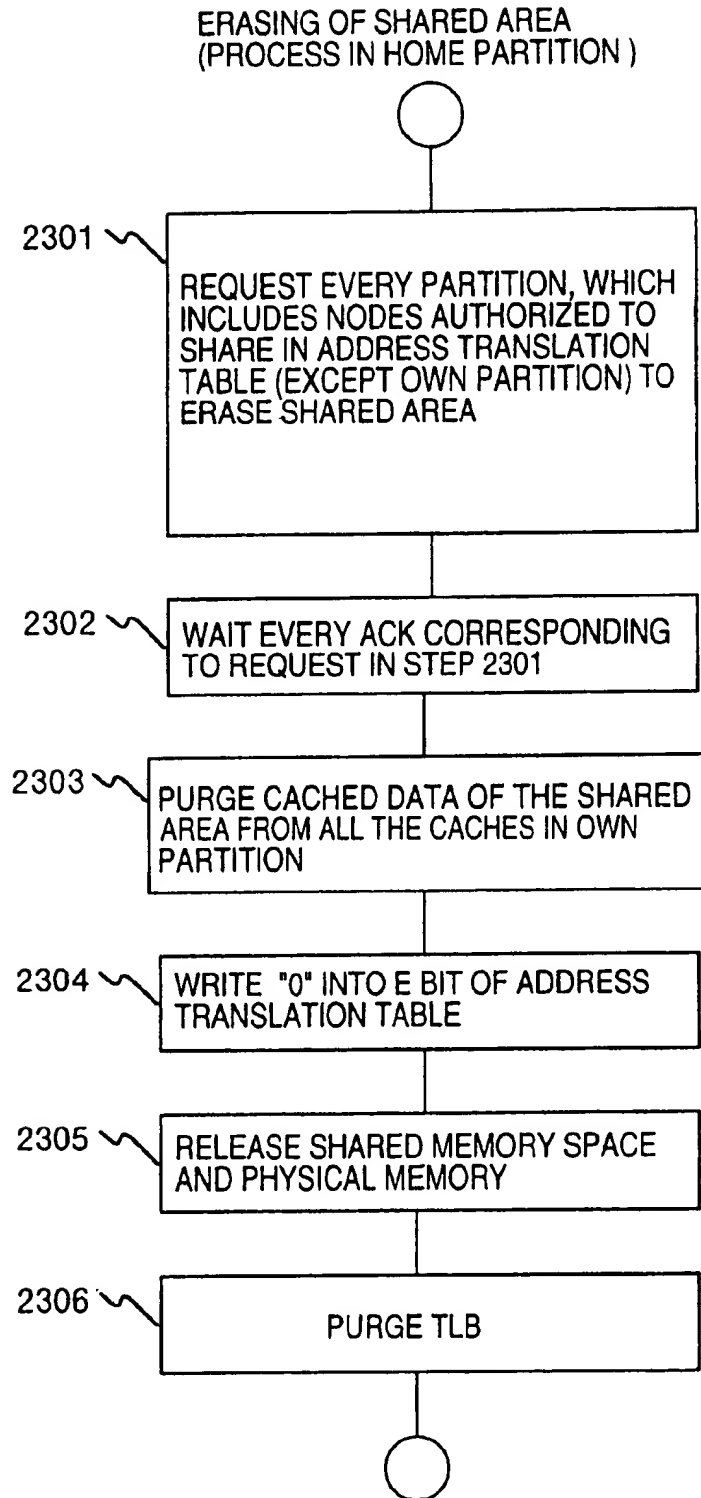 ERASING OF SHARED AREA
(PROCESS IN HOME PARTITION )
2301
REQUEST EVERY PARTITION, WHICH
INCLUDES NODES AUTHORIZED TO
SHARE IN ADDRESS TRANSLATION
TABLE (EXCEPT OWN PARTITION) TO
ERASE SHARED AREA
2302
WAIT EVERY ACK CORRESPONDING
TO REQUEST IN STEP 2301
2303
PURGE CACHED DATA OF THE SHARED
AREA FROM ALL THE CACHES IN OWN
PARTITION
2304
WRITE "0" INTO E BIT OF ADDRESS
TRANSLATION TABLE
2305
RELEASE SHARED MEMORY SPACE
AND PHYSICAL MEMORY
2306
PURGE TLB